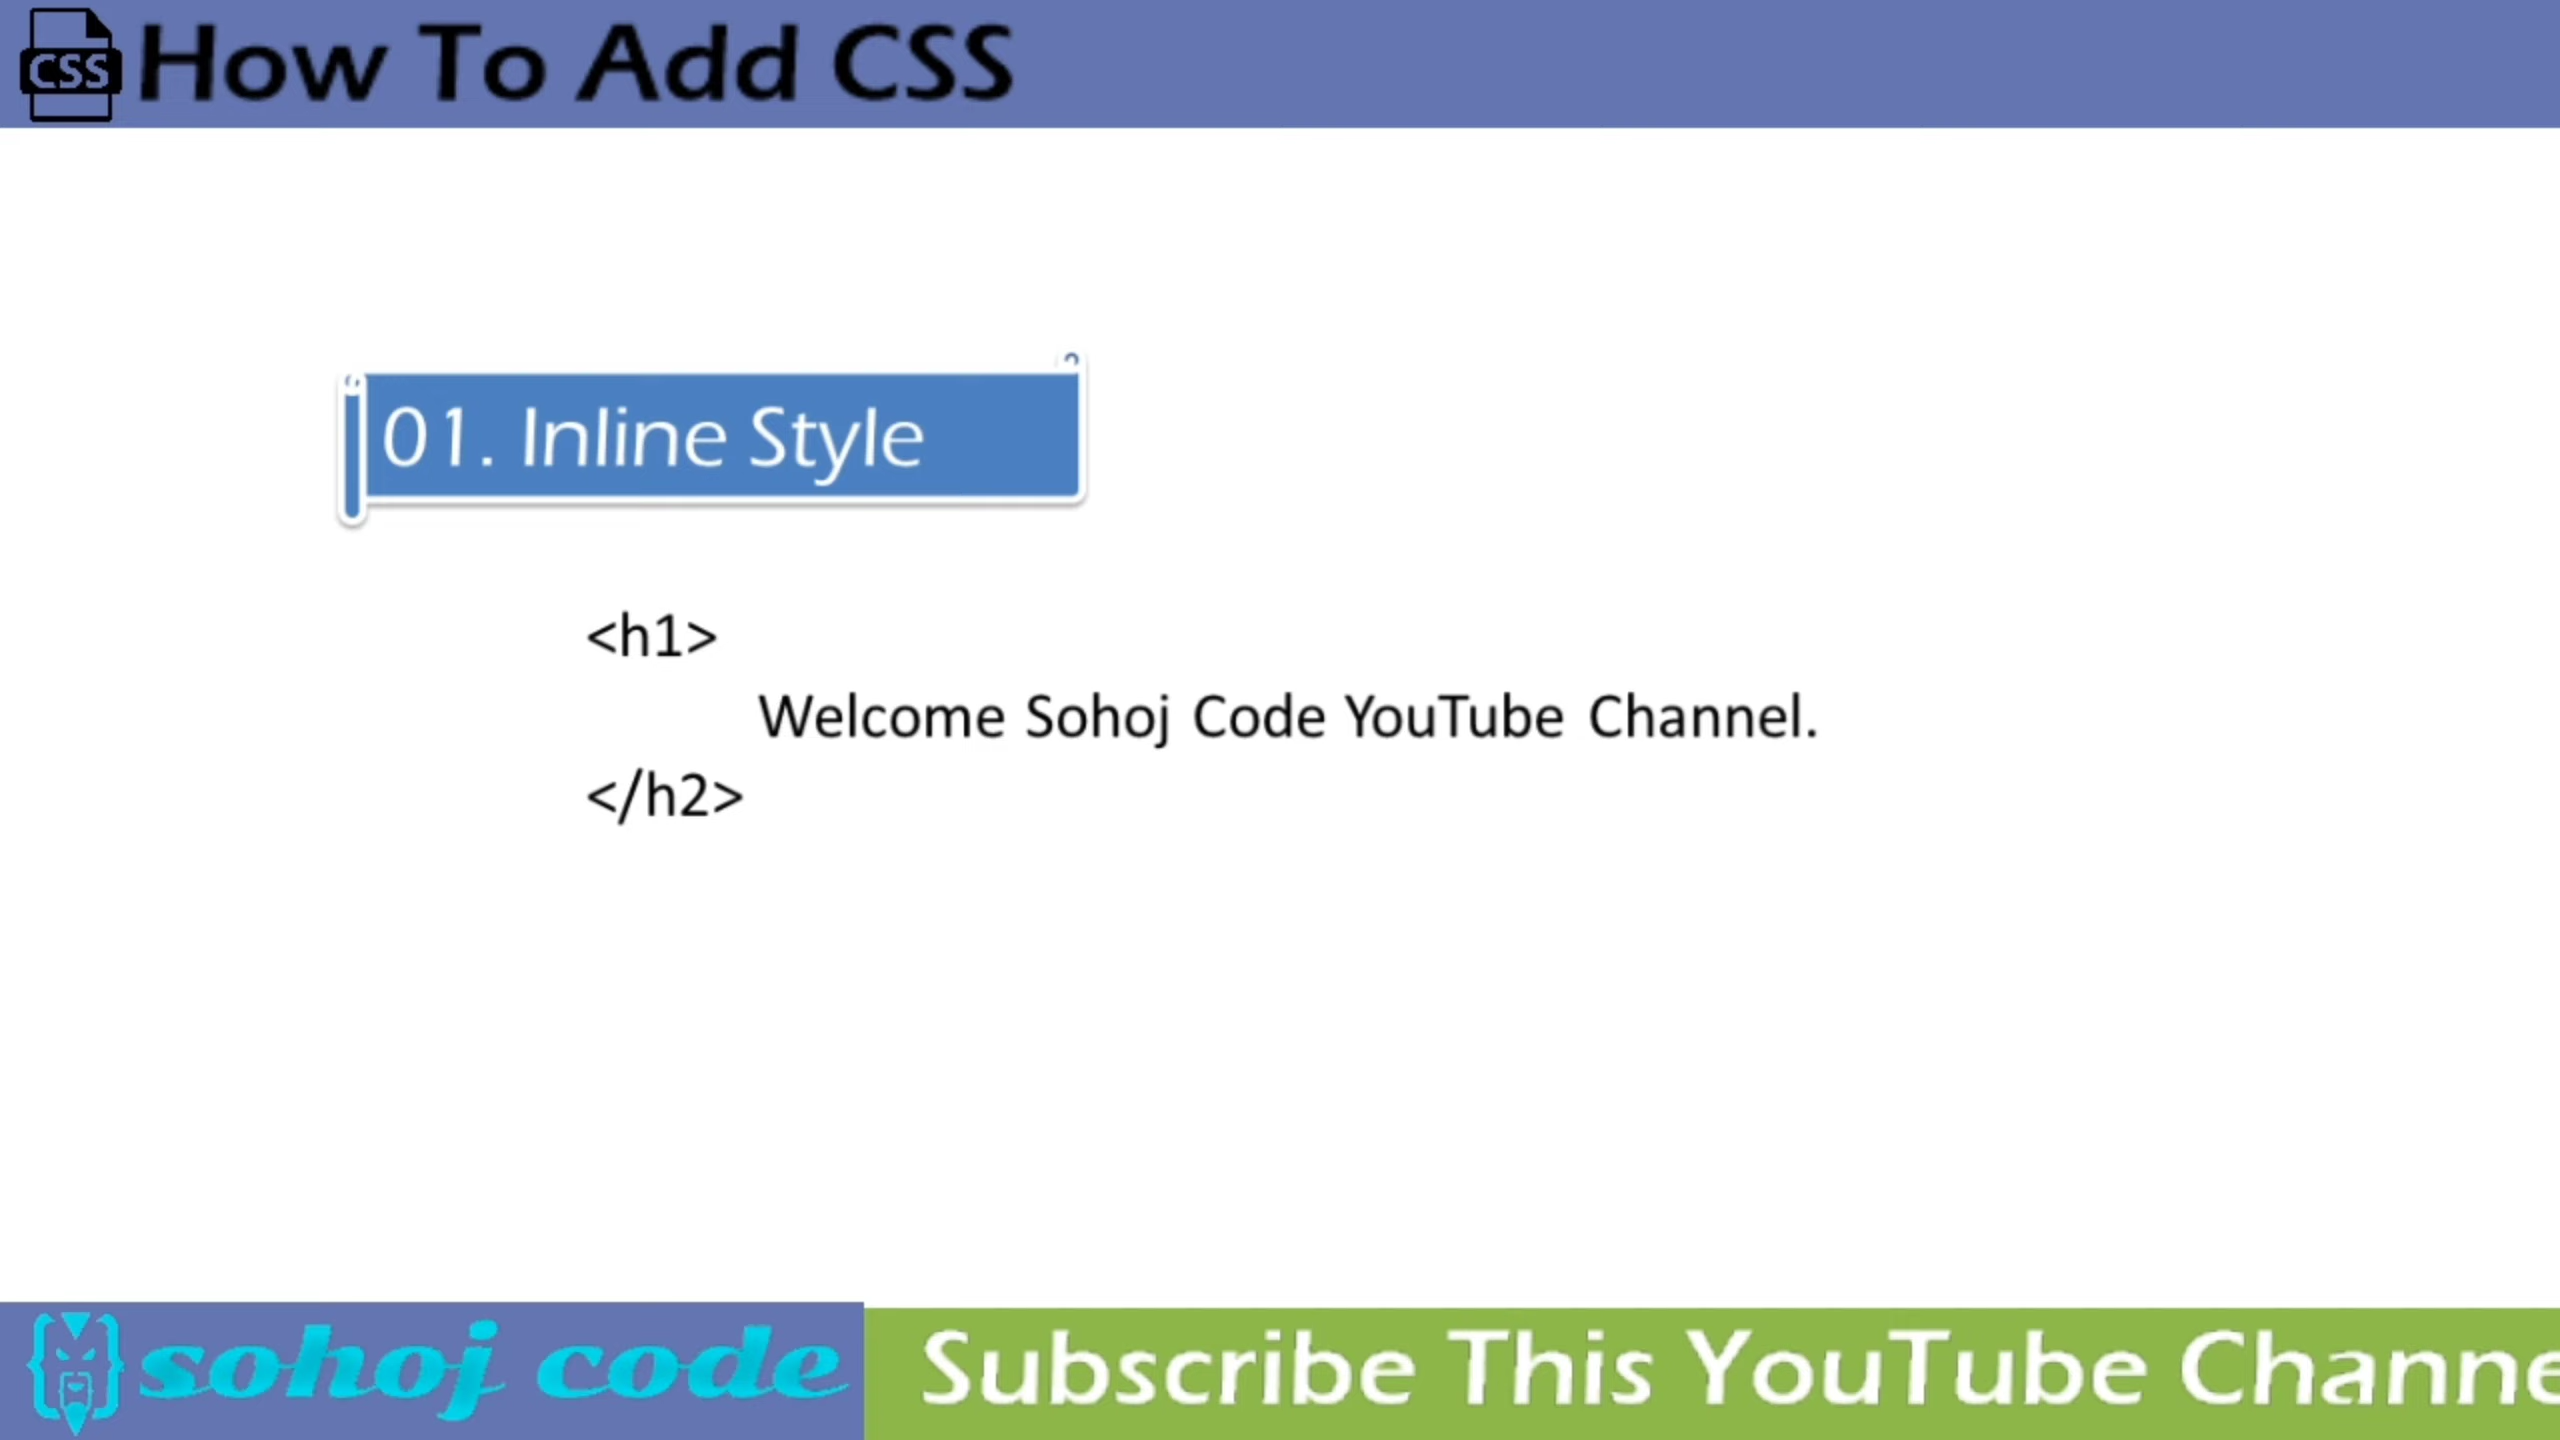 CSS How To Add CSS
01. Inline Style
<h1>
Welcome Sohoj Code YouTube Channel.
</h2>
sohoj code Subscribe This YouTube Channe